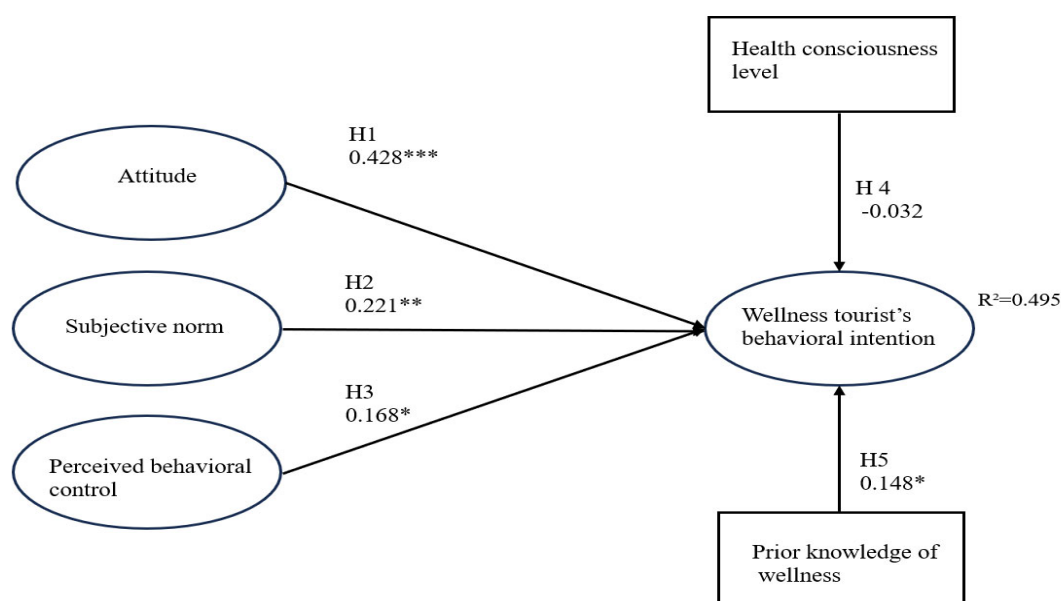 Health consciousness
level
H1
0.428***
Attitude
H 4
-0.032
H2
0.221**
Subjective norm
Wellness tourist’s
behavioral intention
R²=0.495
H3
0.168*
Perceived behavioral
control
H5
0.148*
Prior knowledge of
wellness